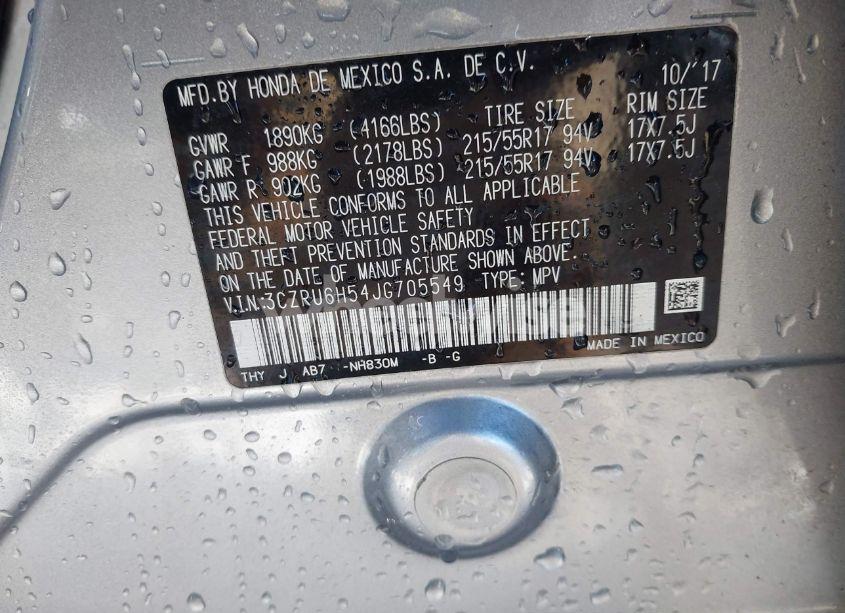 MFD.BY HONDA DE MEXICO S.A. DE C.V. 10/'17
TIRE SIZE RIM SIZE
GVWR 1890KG (4166LBS)
GAWR F 988KG (2178LBS) 215/55R17 94V 17X7.5J
GAWR R 902KG (1988LBS) 215/55R17 94V 17X7.5J
THIS VEHICLE CONFORMS TO ALL APPLICABLE
FEDERAL MOTOR VEHICLE SAFETY
AND THEFT PREVENTION STANDARDS IN EFFECT
ON THE DATE OF MANUFACTURE SHOWN ABOVE.
V.I.N:3CZRU6H54JG705549 TYPE: MPV
MADE IN MEXICO
THY J AB7 -NH830M -B -G